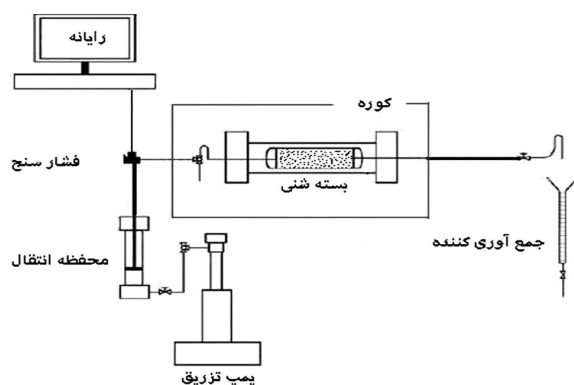 رایانه
کوره
فشار سنج
بسته شنی
محفظه انتقال
جمع آوری کننده
پمپ تزریق